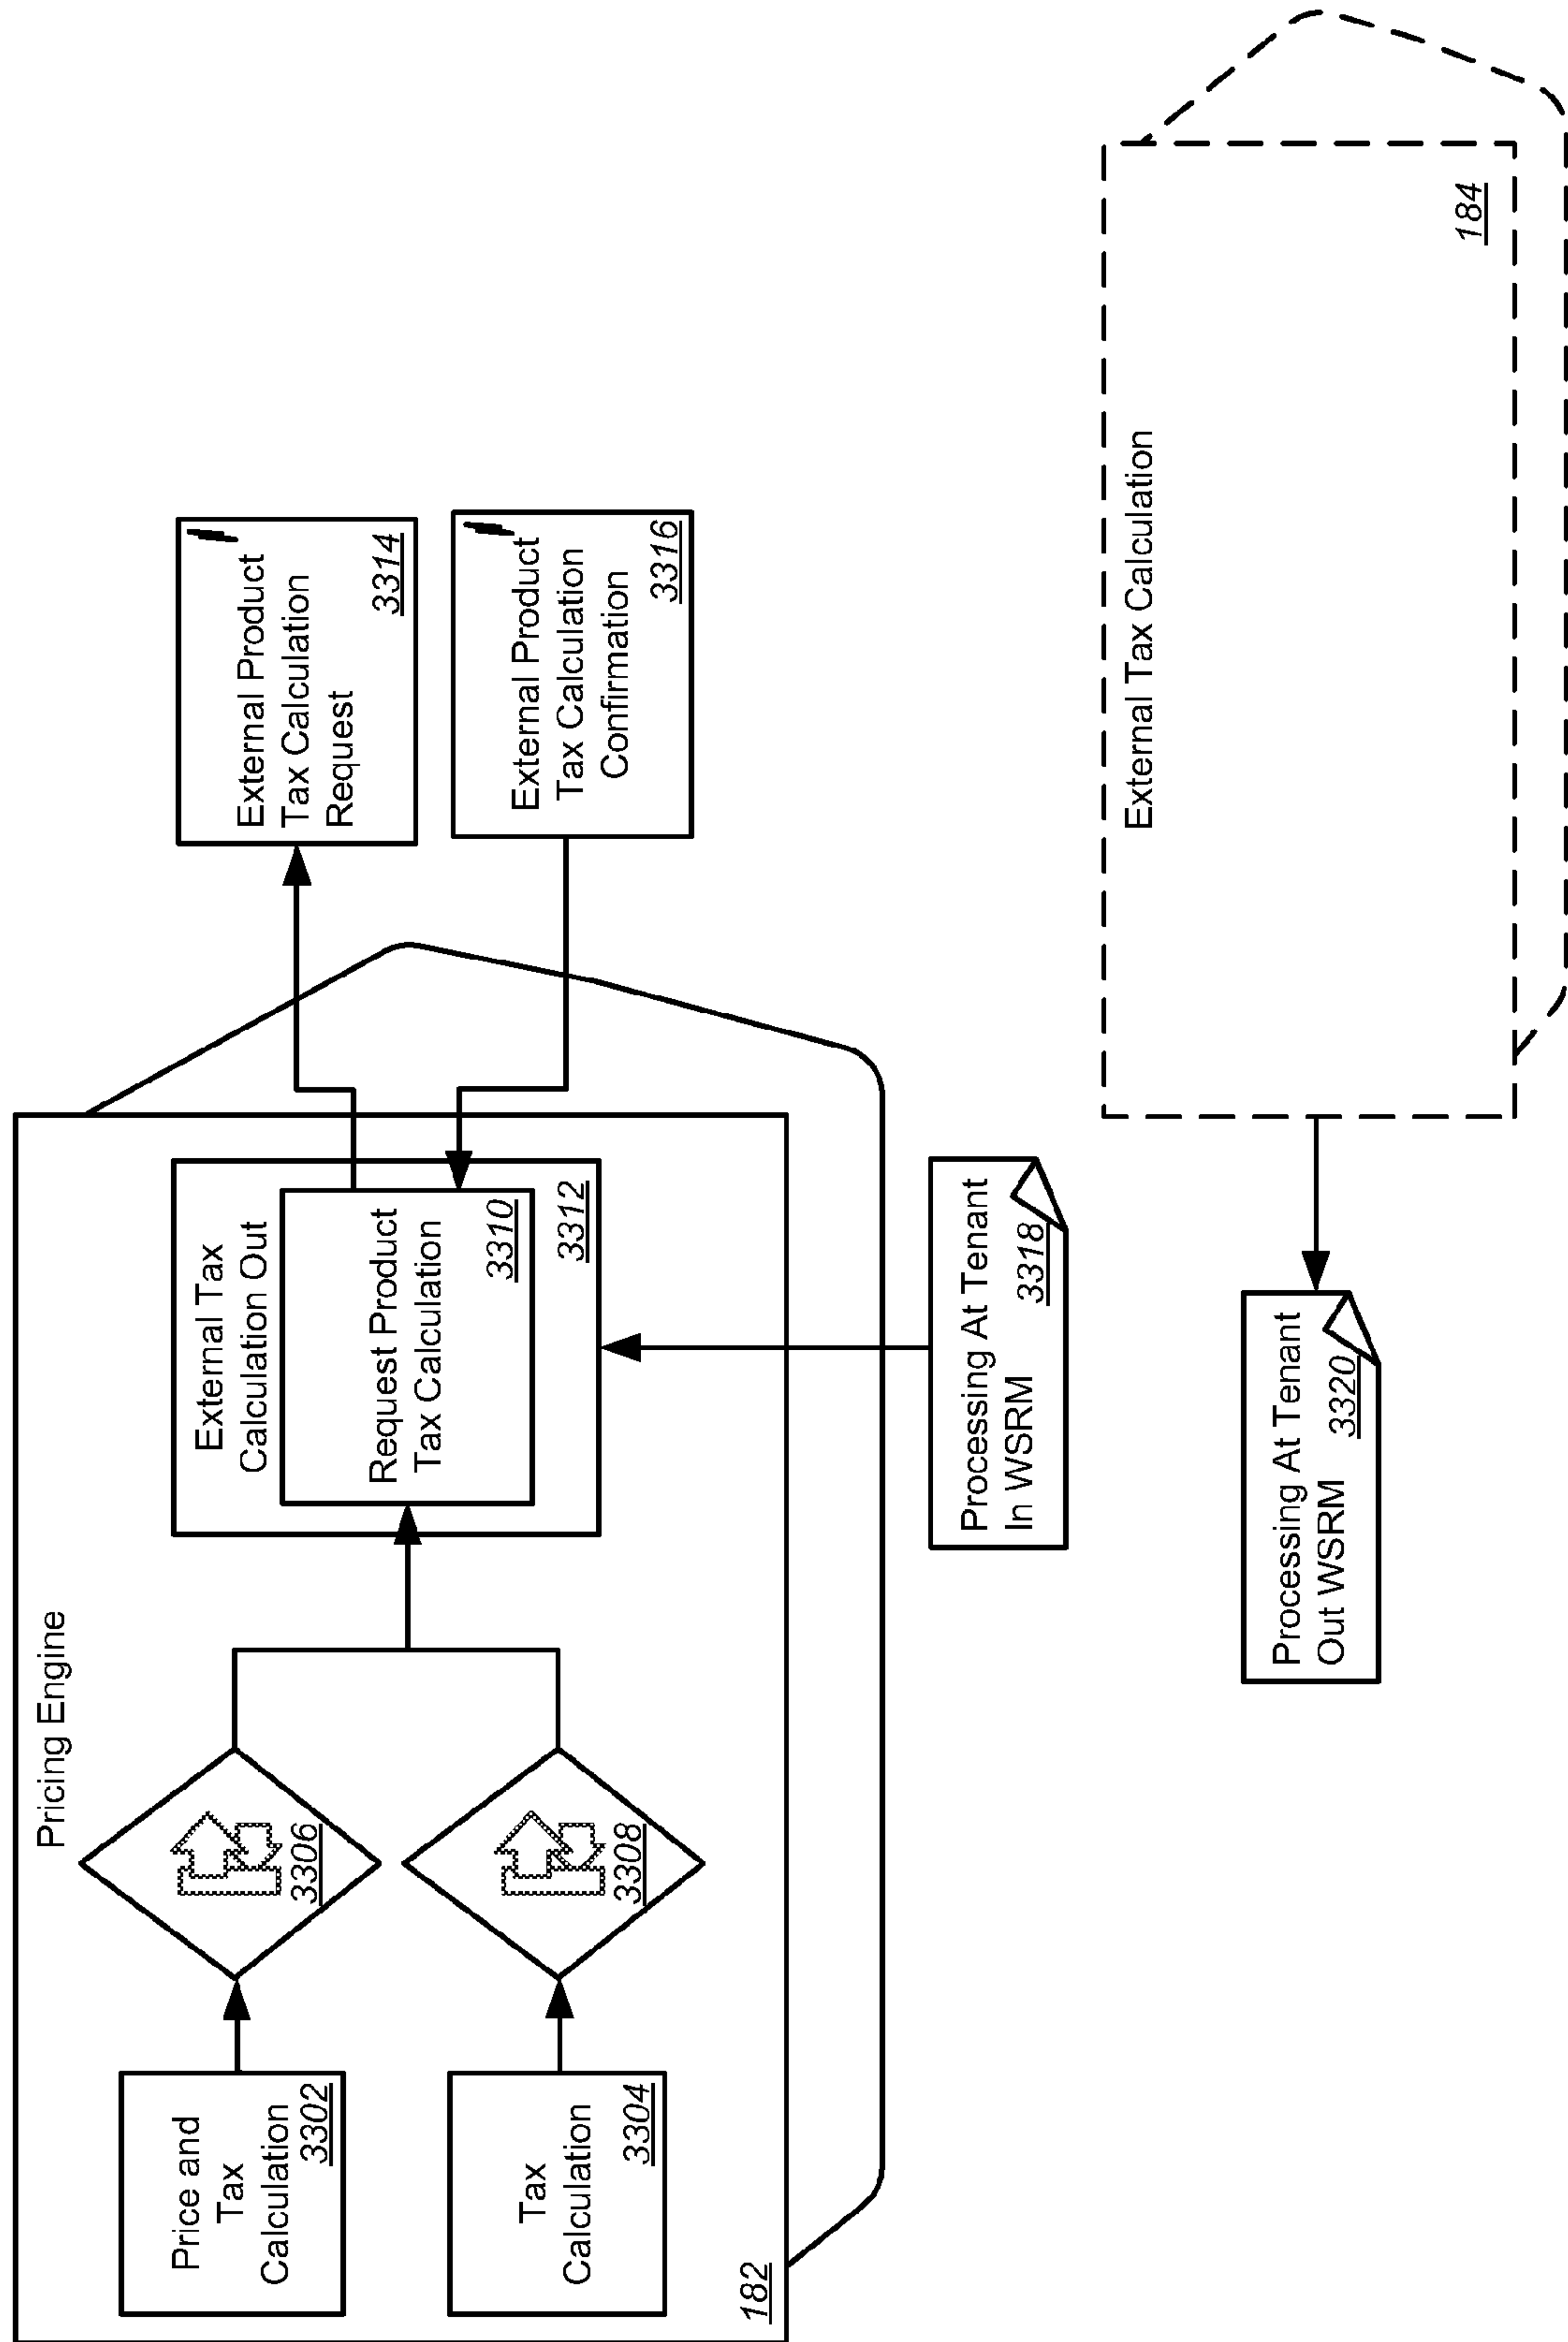 Pricing Engine
Price and
Tax
Calculation
3302
3306
External Tax
Calculation Out
Request Product
Tax Calculation
3310
3312
External Product
Tax Calculation
Request
3314
Tax
Calculation
3304
3308
External Product
Tax Calculation
Confirmation
3316
182
Processing At Tenant
In WSRM
3318
External Tax Calculation
184
Processing At Tenant
Out WSRM
3320